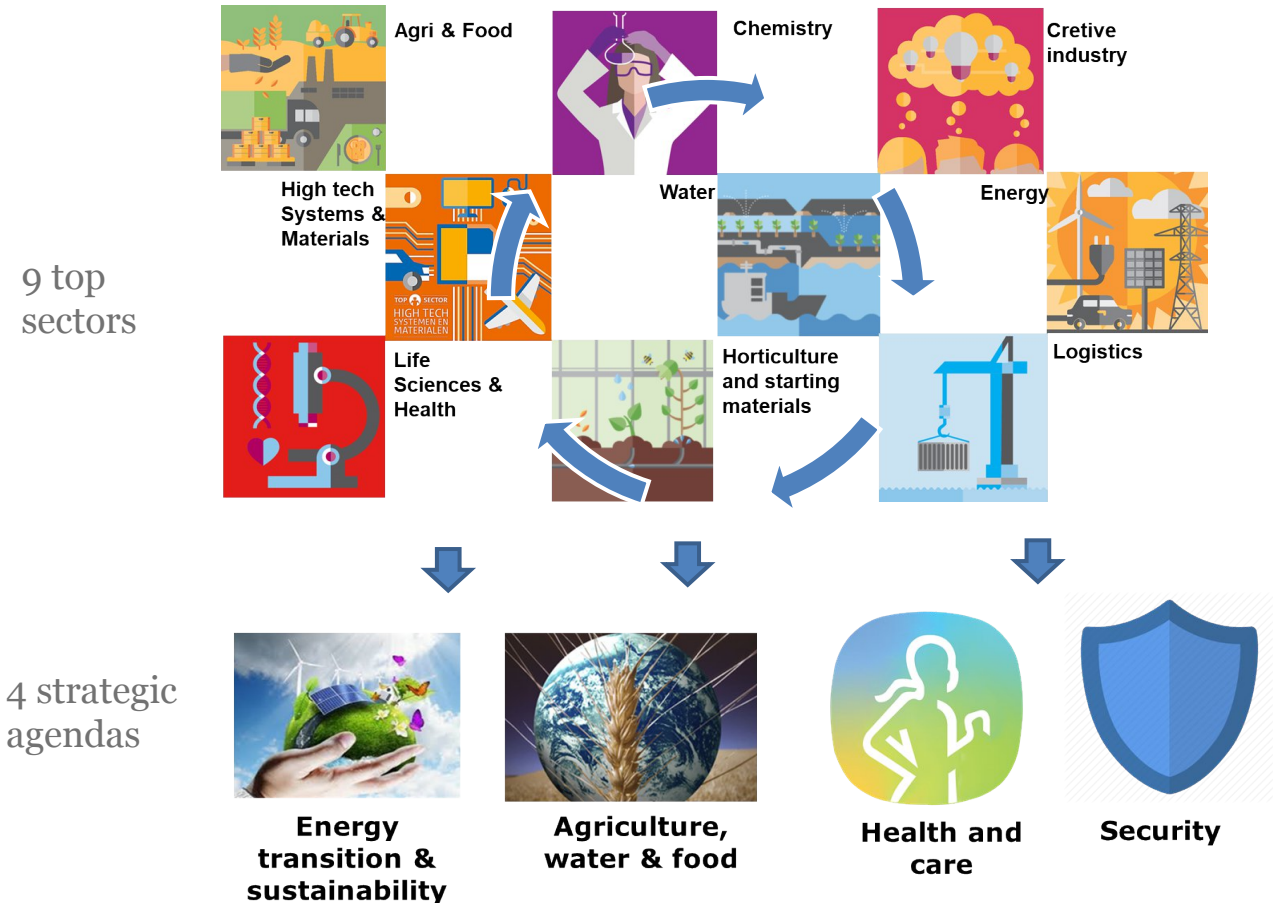 Agri & Food
Chemistry
Cretive
industry
High tech
Systems &
Materials
Water
Energy
TOP SECTOR
HIGH TECH
SYSTEMEN EN
MATERIALEN
9 top
sectors
Life
Sciences &
Health
Horticulture
and starting
materials
Logistics
4 strategic
agendas
Energy
transition &
sustainability
Agriculture,
water & food
Health and
care
Security